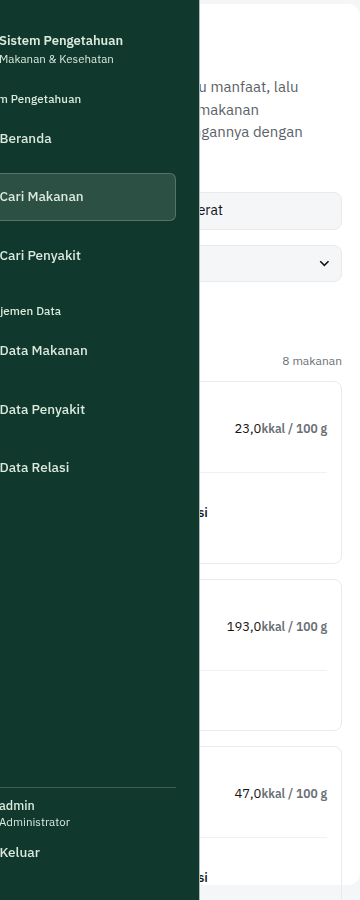 Sistem Pengetahuan
Makanan & Kesehatan
m Pengetahuan
Beranda
Cari Makanan
Cari Penyakit
jemen Data
Data Makanan
Data Penyakit
Data Relasi
admin
Administrator
Keluar
u manfaat, lalu
makanan
gannya dengan
erat
8 makanan
23,0kkal / 100 g
si
193,0kkal / 100 g
47,0kkal / 100 g
si